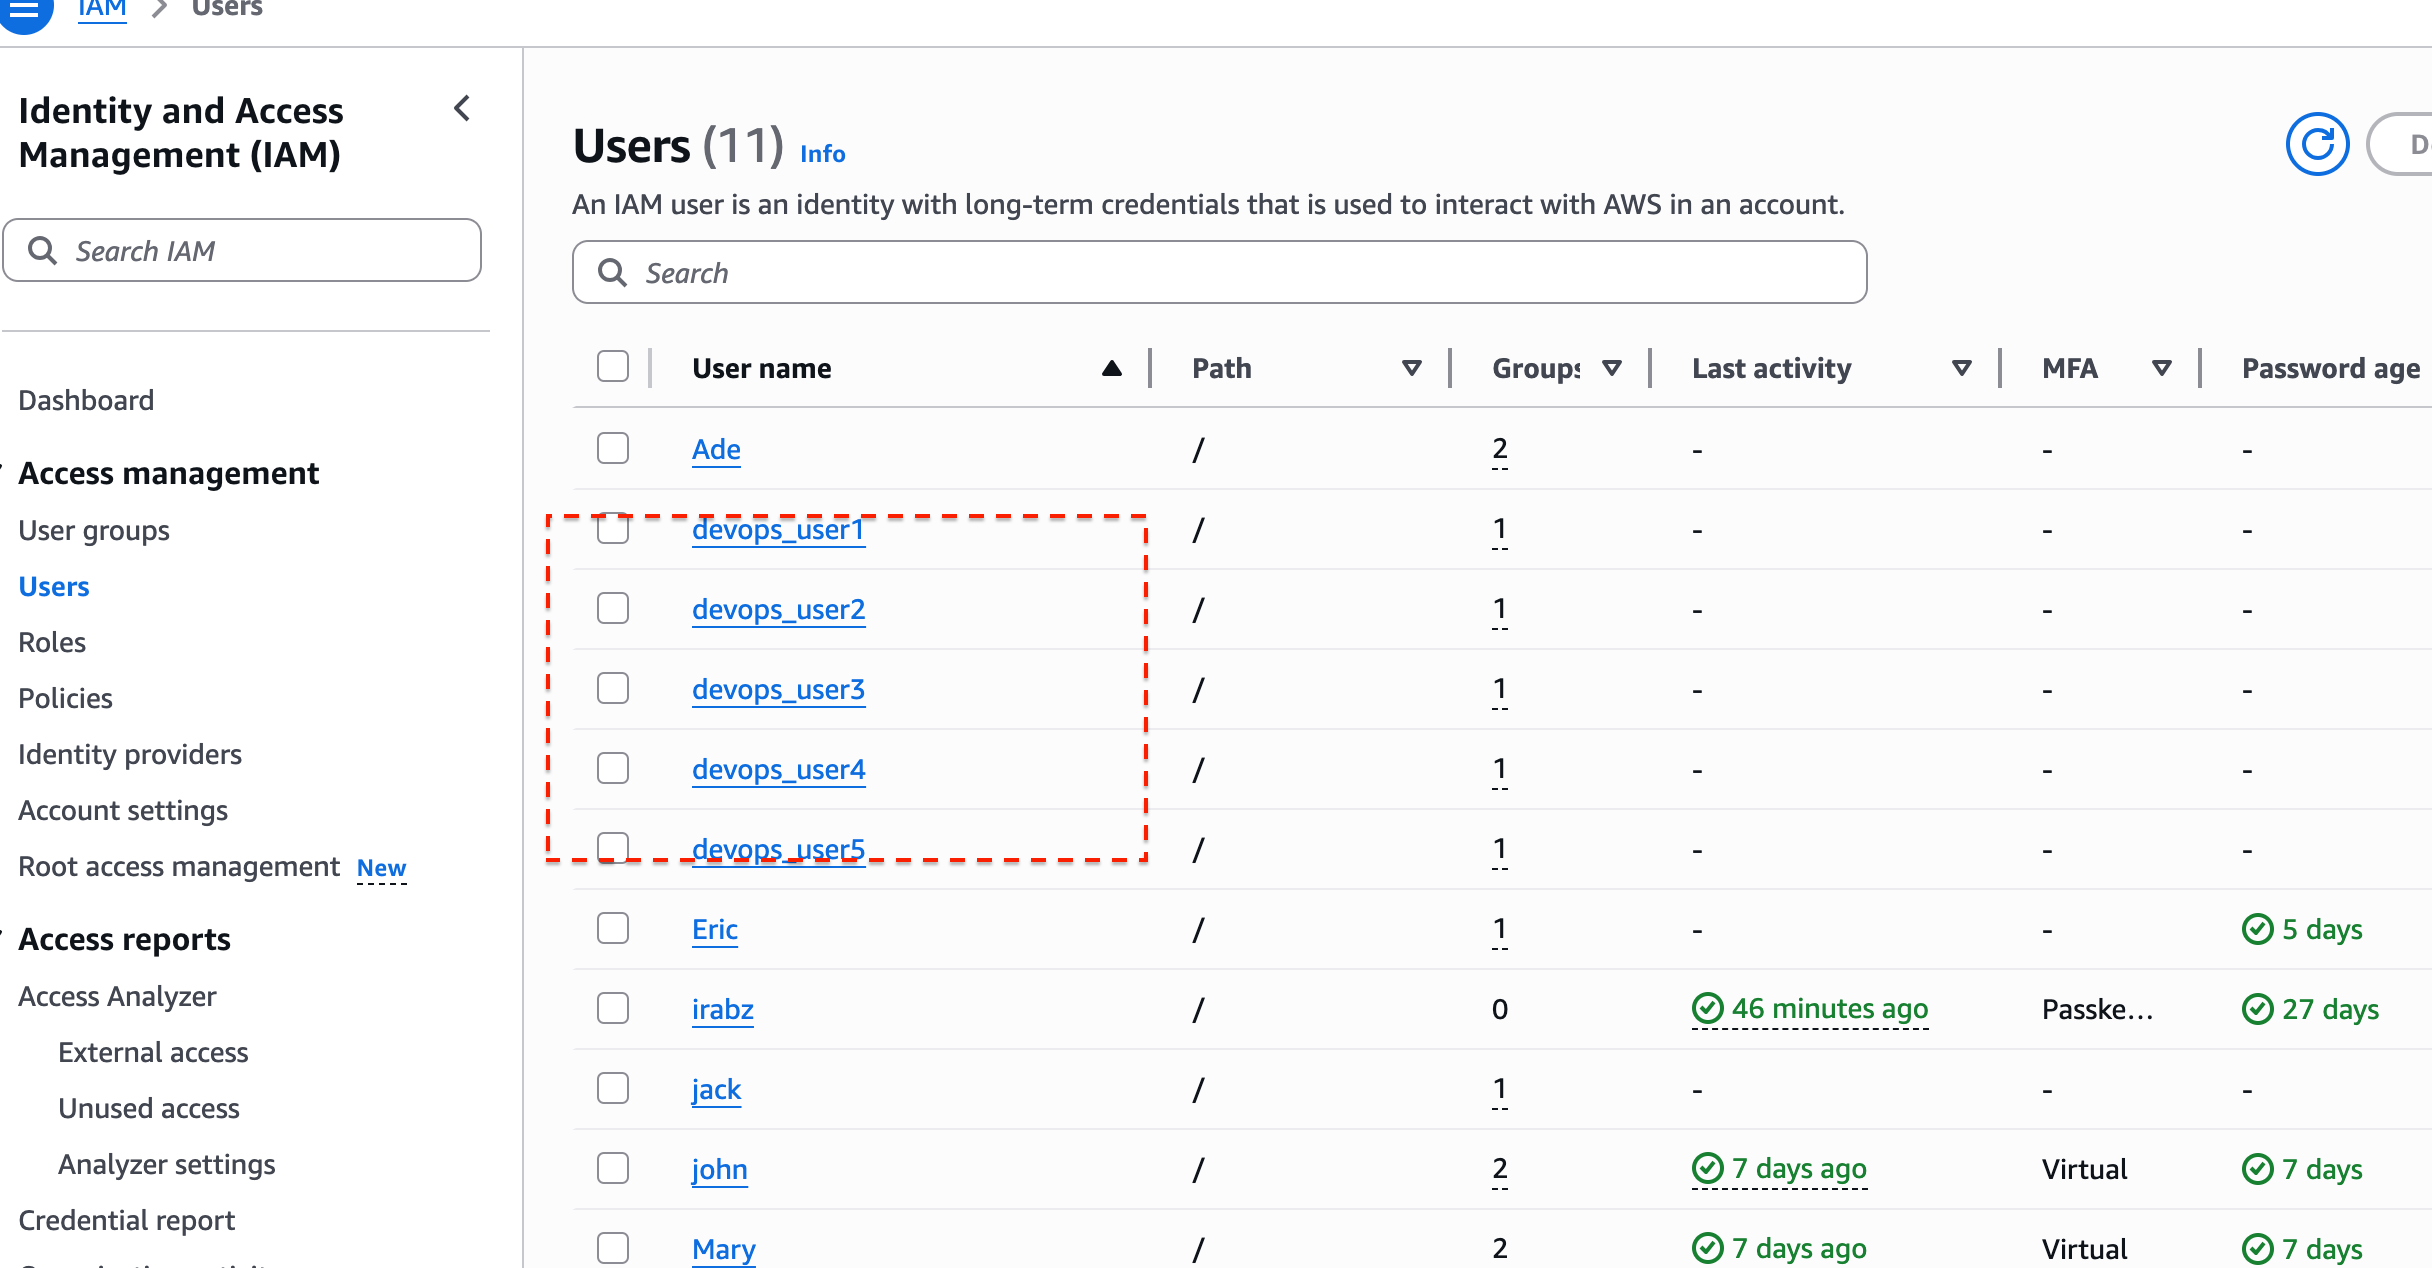 IAM > Users
Identity and Access
Management (IAM)
Search IAM
Dashboard
Access management
User groups
Users
Roles
Policies
Identity providers
Account settings
Root access management New
Access reports
Access Analyzer
External access
Unused access
Analyzer settings
Credential report
Users (11) Info
An IAM user is an identity with long-term credentials that is used to interact with AWS in an account.
Search
User name Path Groups Last activity MFA Password age
Ade / 2 - - -
devops_user1 / 1 - - -
devops_user2 / 1 - - -
devops_user3 / 1 - - -
devops_user4 / 1 - - -
devops_user5 / 1 - - -
Eric / 1 - - 5 days
irabz / 0 46 minutes ago Passke... 27 days
jack / 1 - - -
john / 2 7 days ago Virtual 7 days
Mary / 2 7 days ago Virtual 7 days